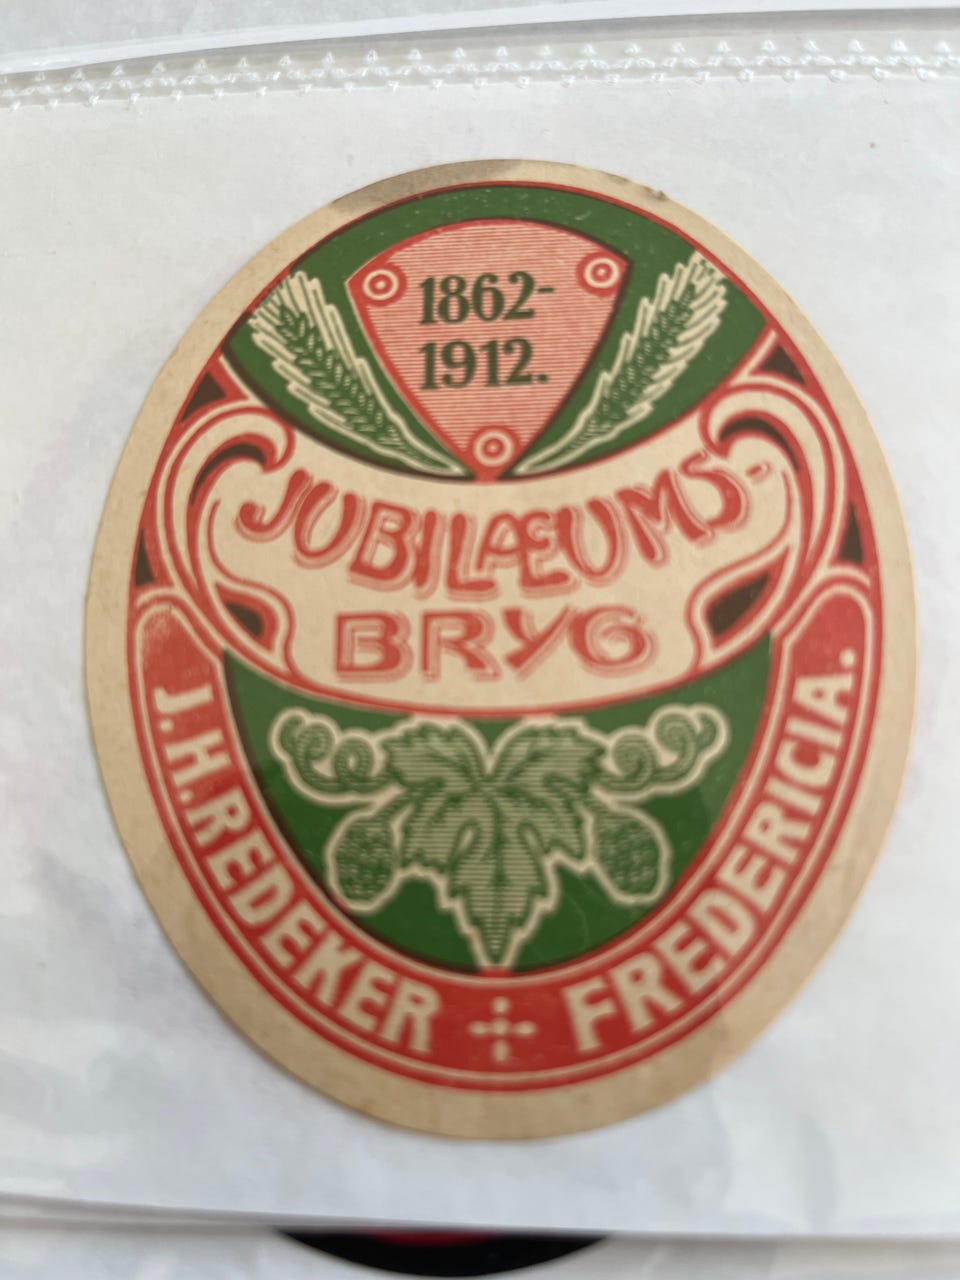 1862-
1912.
JUBILÆUMS-
BRYG
J.H.REDEKER
FREDERICIA.